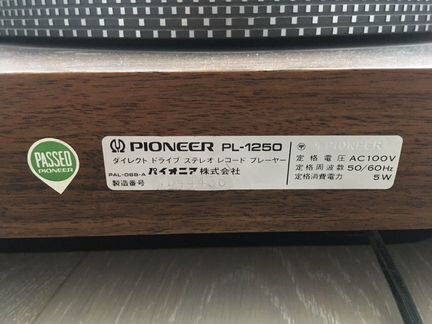 PASSED
PIONEER
PIONEER PL-1250
ダイレクト ドライブ ステレオ レコード プレーヤー
PAL-068-A パイオニア株式会社
製造番号
PIONEER
定格電圧 AC100V
定格周波数 50/60Hz
定格消費電力 5W